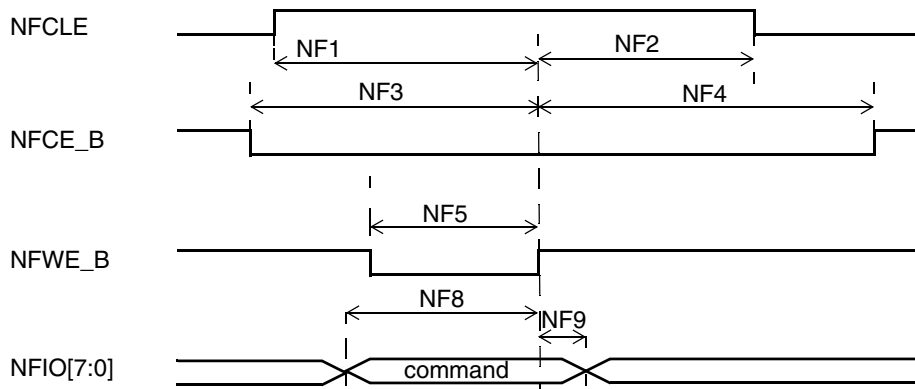 NFCLE
NF1
NF2
NF3
NF4
NFCE_B
NF5
NFWE_B
NF8
NF9
NFIO[7:0]
command